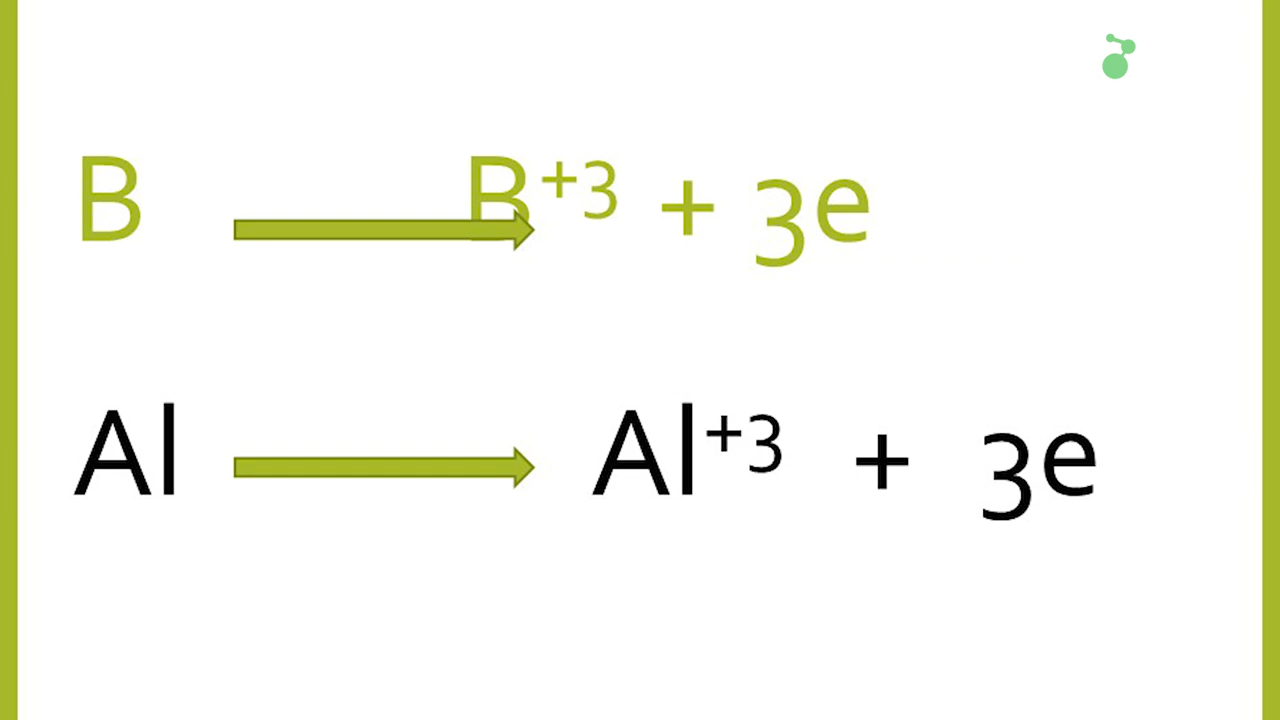 B B⁺³ + 3e
Al Al⁺³ + 3e